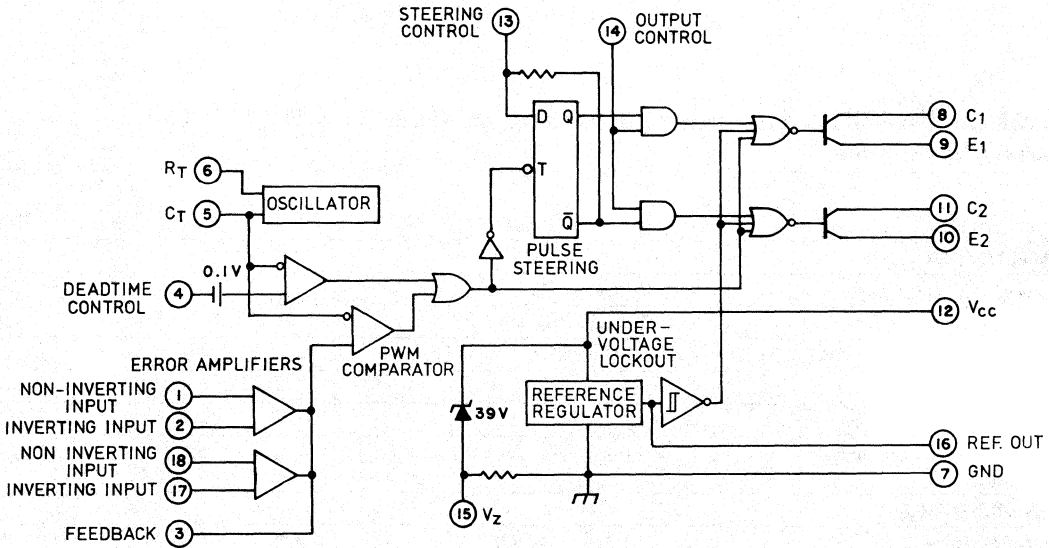 STEERING
CONTROL
13
14
OUTPUT
CONTROL
D Q
T
Q̅
PULSE
STEERING
8 C1
9 E1
11 C2
10 E2
RT 6
CT 5
OSCILLATOR
0.1V
DEADTIME
CONTROL
4
PWM
COMPARATOR
12 Vcc
UNDER-
VOLTAGE
LOCKOUT
ERROR AMPLIFIERS
NON-INVERTING
INPUT
1
INVERTING INPUT 2
NON INVERTING
INPUT
18
INVERTING INPUT 17
FEEDBACK 3
39V
REFERENCE
REGULATOR
16 REF. OUT
7 GND
15 Vz